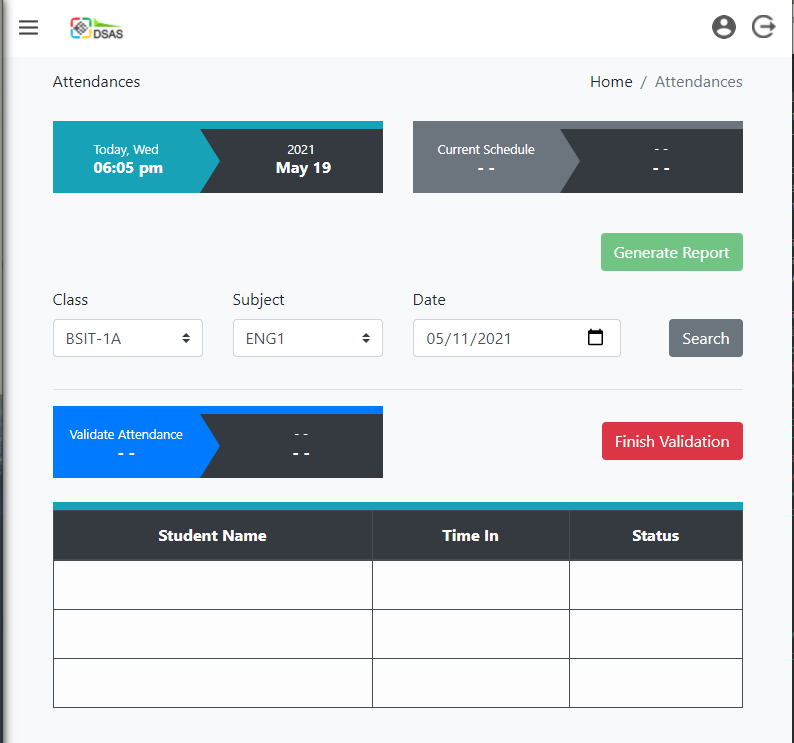 DSAS
Attendances
Home / Attendances
Today, Wed
06:05 pm
2021
May 19
Current Schedule
- -
- -
- -
Generate Report
Class
Subject
Date
BSIT-1A
ENG1
05/11/2021
Search
Validate Attendance
- -
- -
- -
Finish Validation
Student Name Time In Status